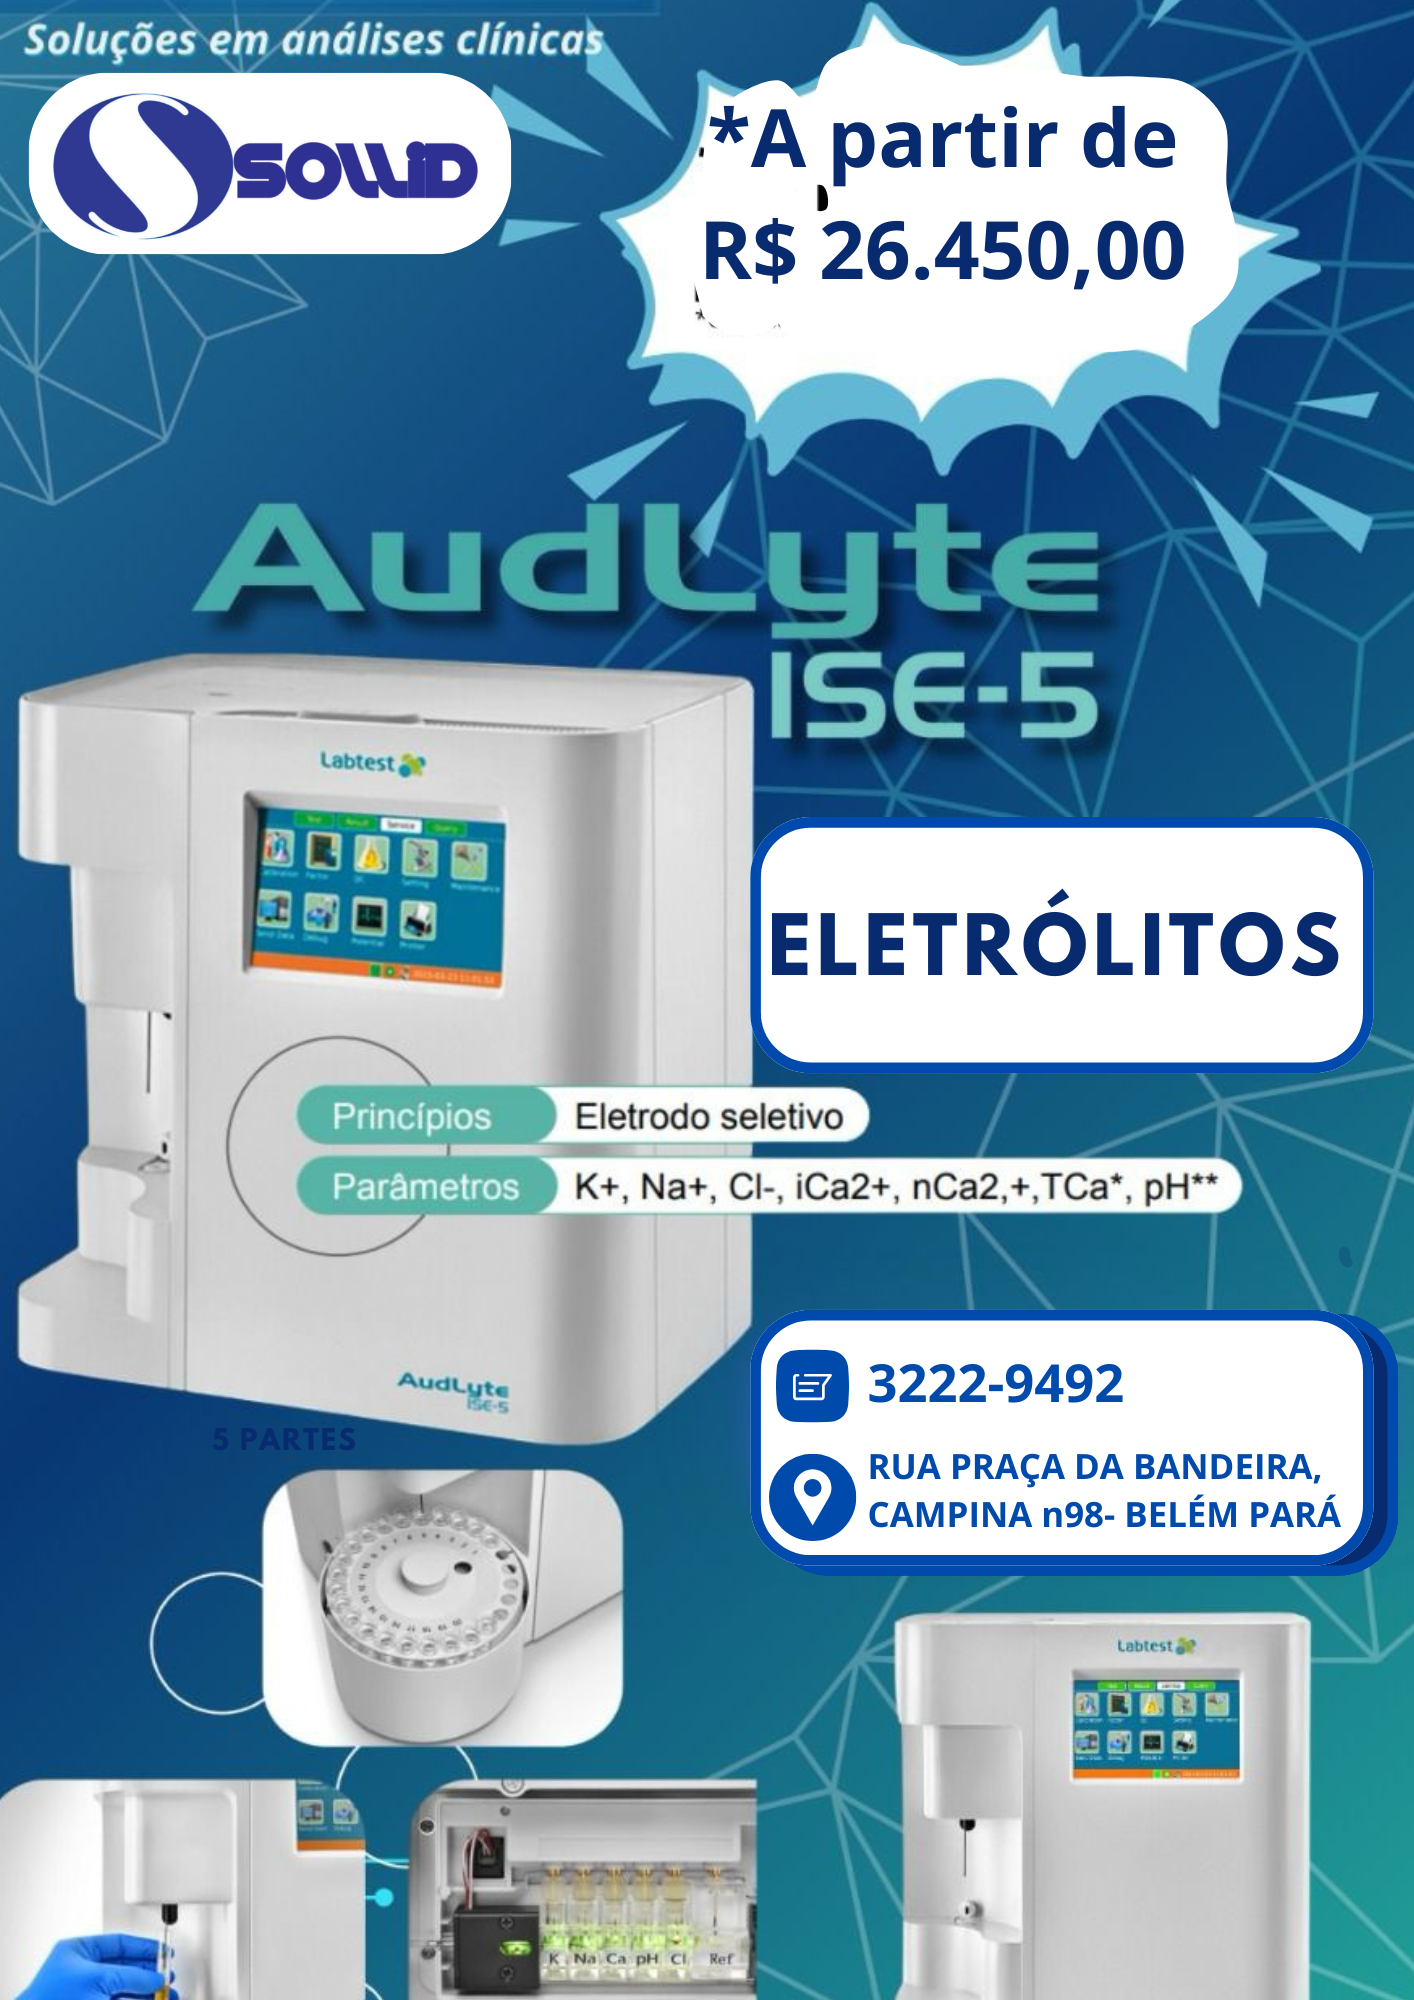 Soluções em análises clínicas
SOLLID
*A partir de
R$ 26.450,00
AudLyte
ISE-5
Labtest
Service
ELETRÓLITOS
Princípios Eletrodo seletivo
Parâmetros K+, Na+, Cl-, iCa2+, nCa2,+,TCa*, pH**
AudLyte
ISE-5
5 PARTES
3222-9492
RUA PRAÇA DA BANDEIRA,
CAMPINA n98- BELÉM PARÁ
Labtest
K Na Ca pH Cl Ref